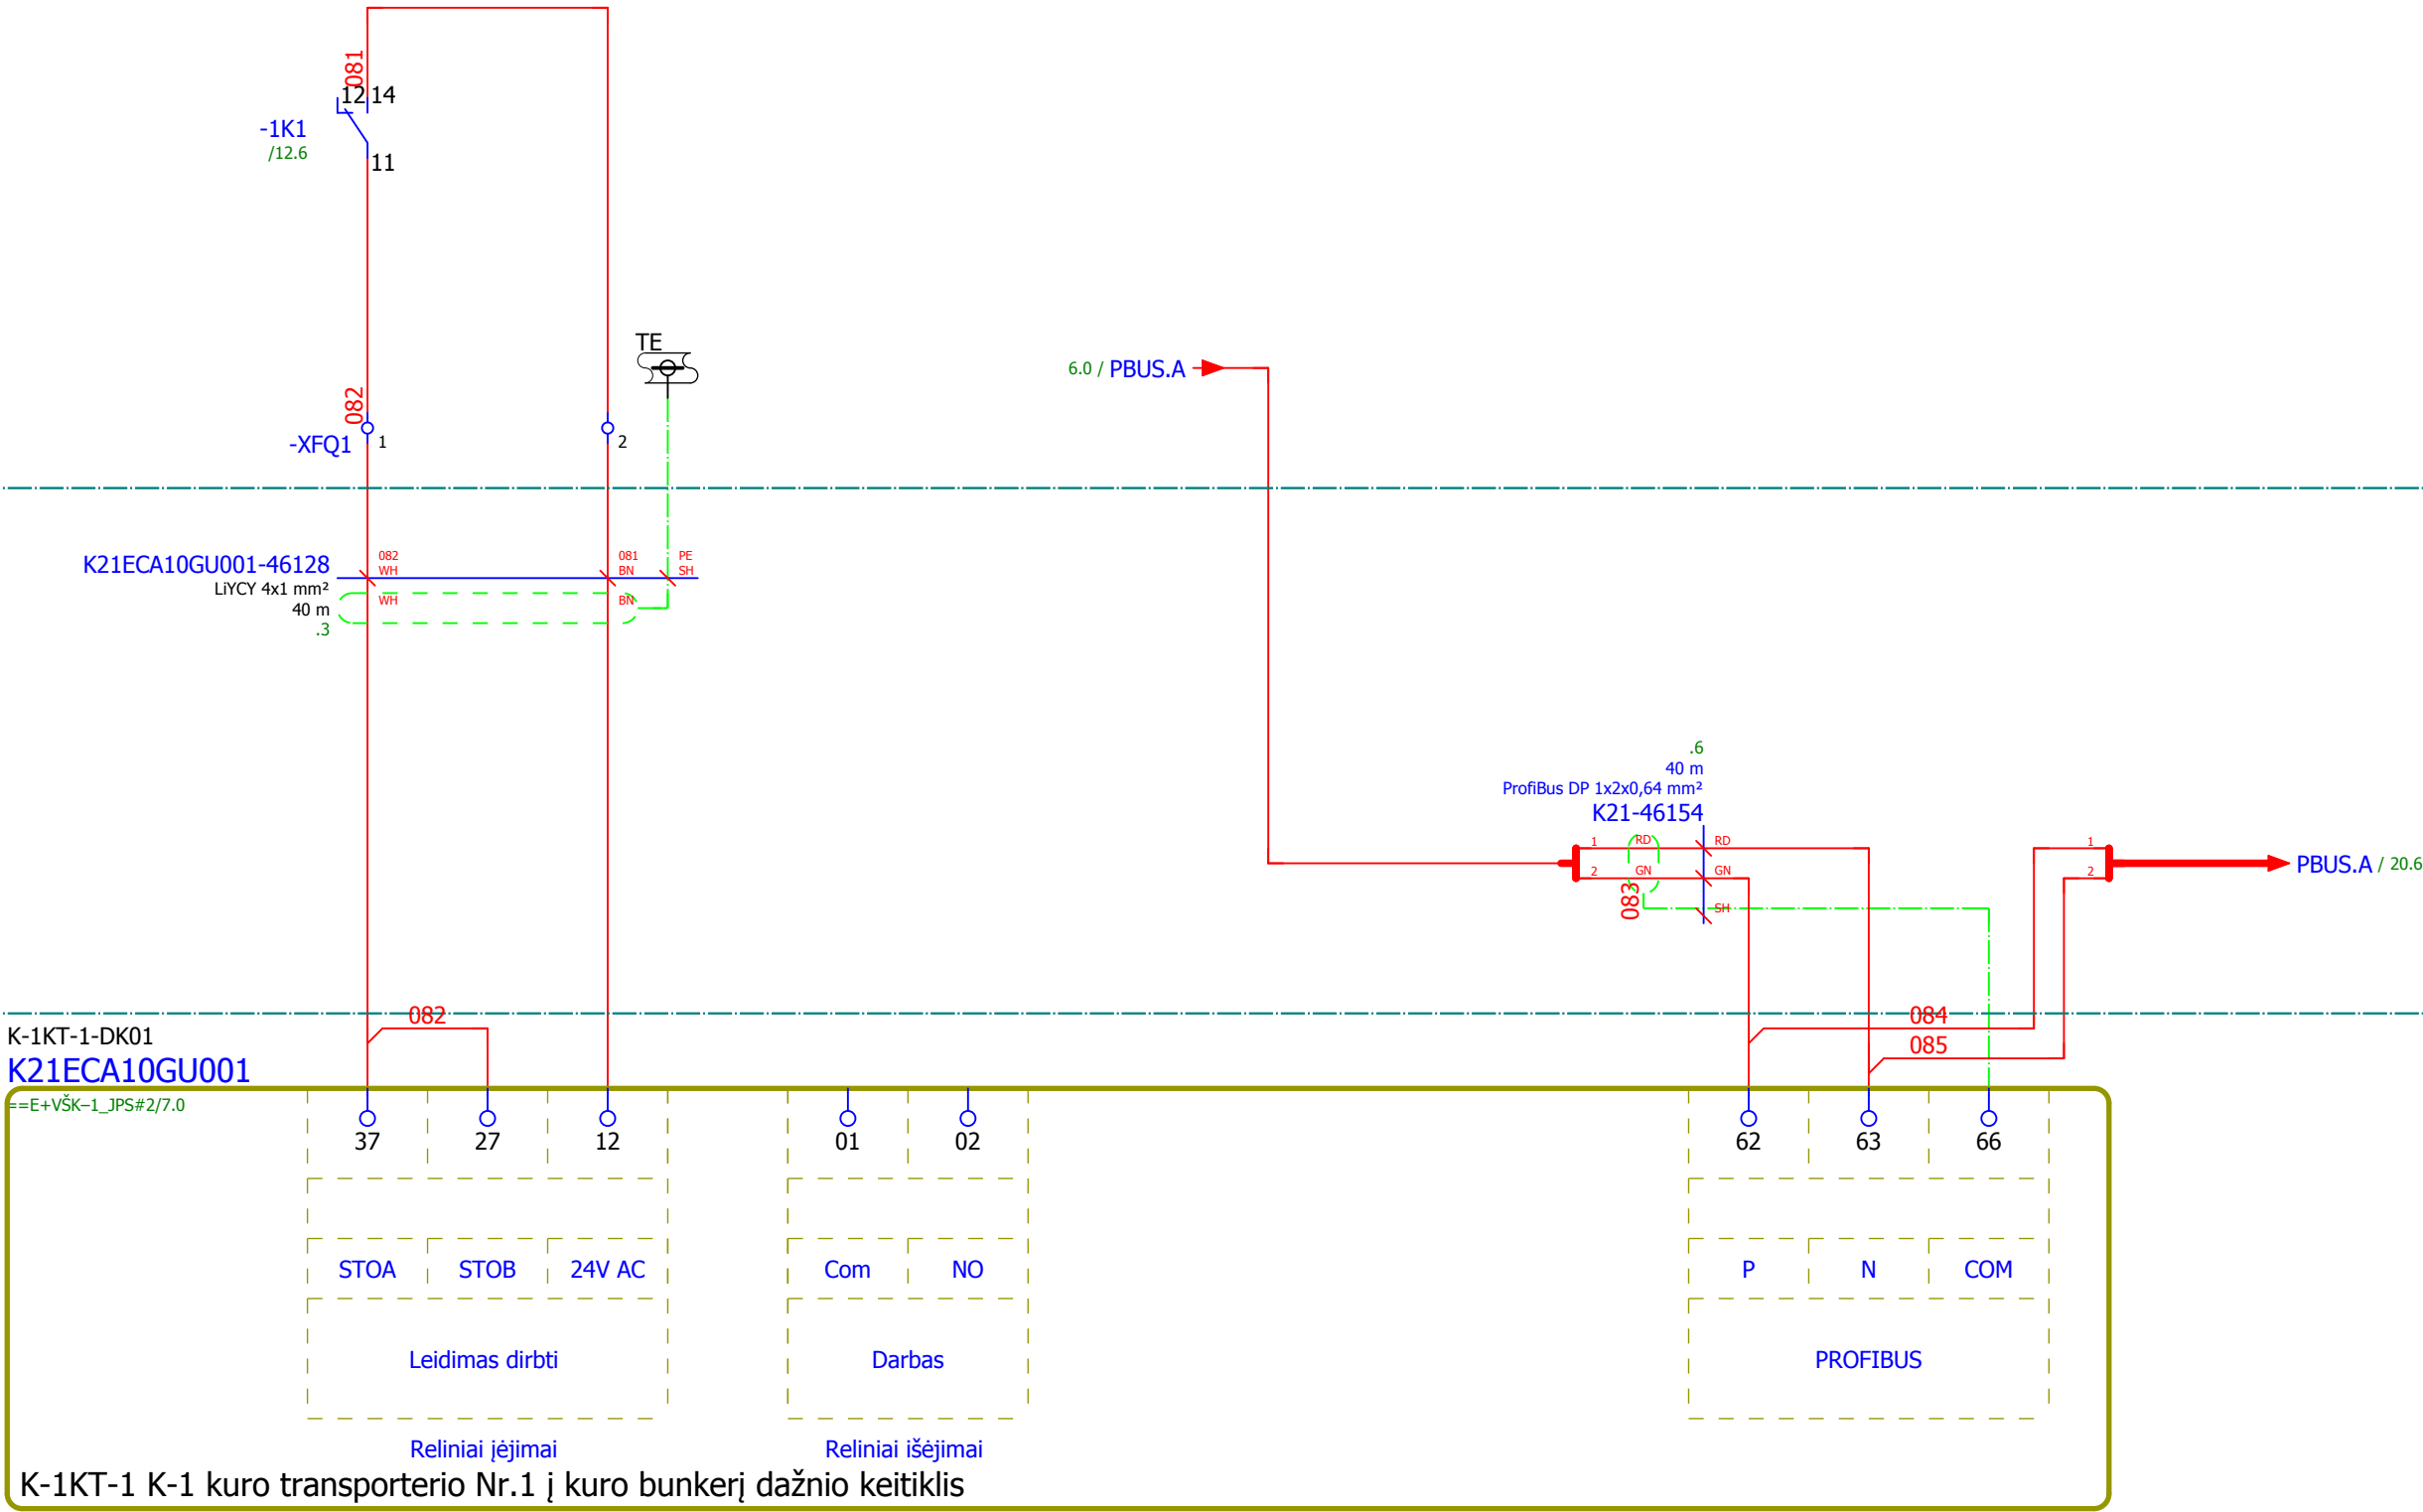 081
12 14
-1K1
/12.6
11
TE
6.0 / PBUS.A
082
-XFQ1
1
2
K21ECA10GU001-46128
LiYCY 4x1 mm²
40 m
.3
082
WH
WH
081
BN
BN
PE
SH
.6
40 m
ProfiBus DP 1x2x0,64 mm²
K21-46154
1 RD RD
2 GN GN
083
SH
1
2
PBUS.A / 20.6
082
084
085
K-1KT-1-DK01
K21ECA10GU001
==E+VŠK−1_JPS#2/7.0
37 27 12 01 02 62 63 66
STOA STOB 24V AC Com NO P N COM
Leidimas dirbti Darbas PROFIBUS
Reliniai įėjimai Reliniai išėjimai
K-1KT-1 K-1 kuro transporterio Nr.1 į kuro bunkerį dažnio keitiklis